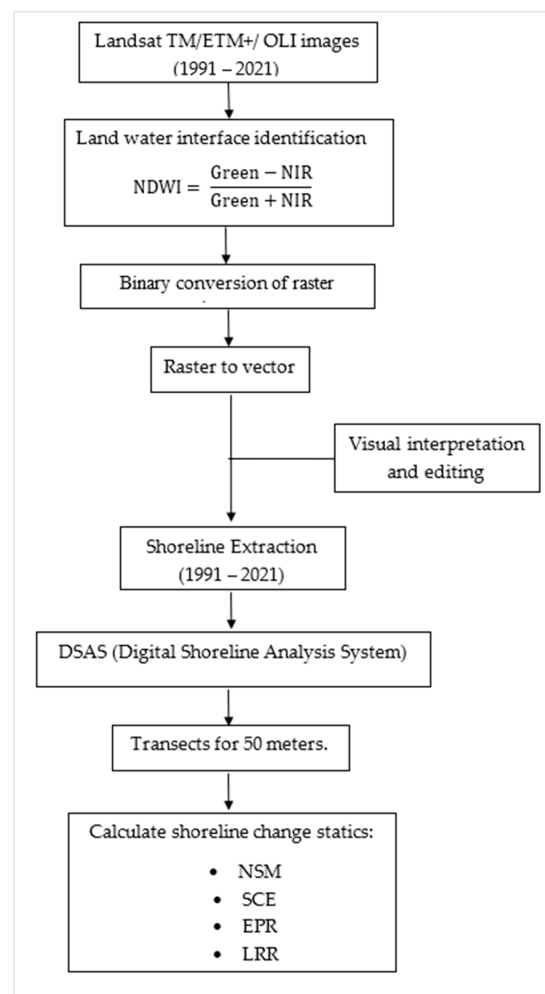 Landsat TM/ETM+/ OLI images
(1991 – 2021)
Land water interface identification
NDWI = (Green − NIR) / (Green + NIR)
Binary conversion of raster
Raster to vector
Visual interpretation
and editing
Shoreline Extraction
(1991 – 2021)
DSAS (Digital Shoreline Analysis System)
Transects for 50 meters.
Calculate shoreline change statics:
• NSM
• SCE
• EPR
• LRR